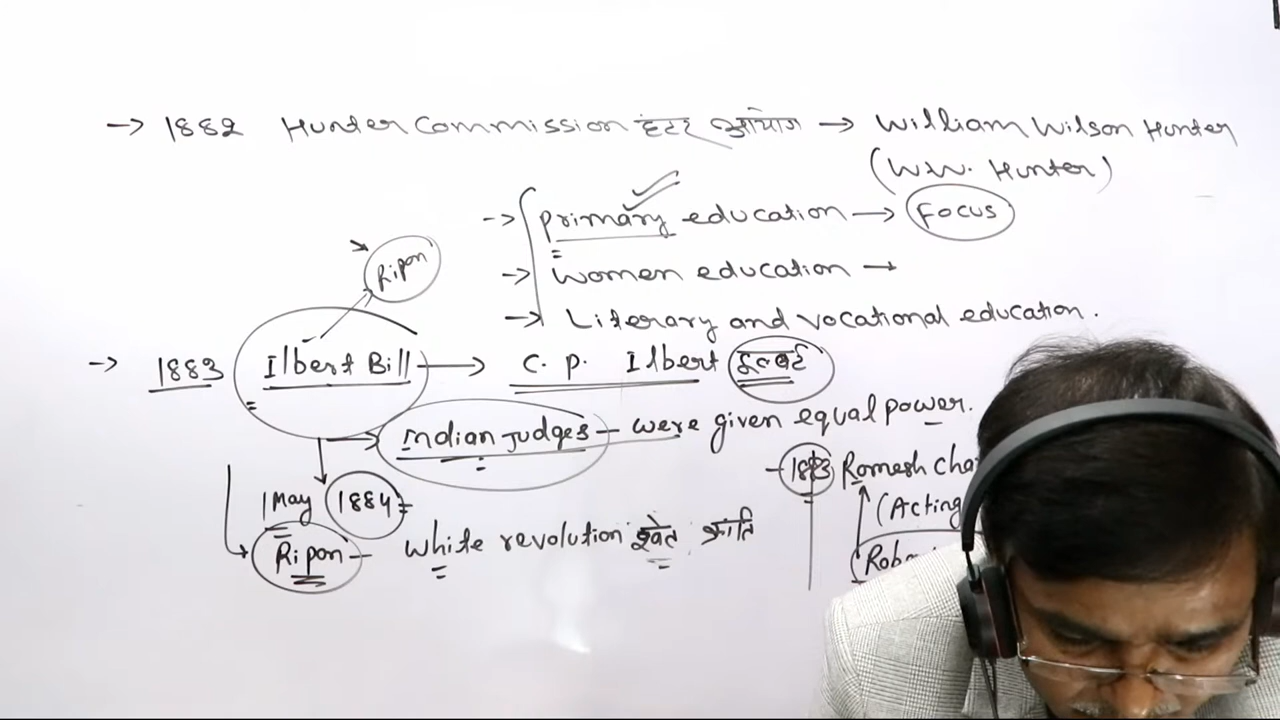 → 1882 Hunter Commission हंटर आयोग → William Wilson Hunter
(W.W. Hunter)
→ primary education → Focus
Ripon
→ Women education →
→ Literary and vocational education.
→ 1883 Ilbert Bill → C. P. Ilbert इल्बर्ट
Indian Judges - were given equal power.
- 1883 Romesh
1 May 1884
(Acting
Ripon - white revolution श्वेत क्रांति